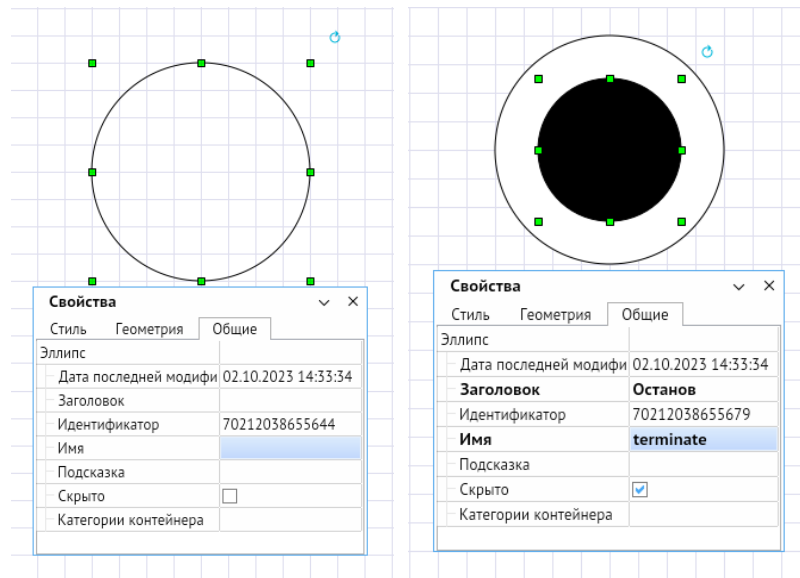 Свойства
Стиль Геометрия Общие
Эллипс
Дата последней модифи 02.10.2023 14:33:34
Заголовок
Идентификатор 70212038655644
Имя
Подсказка
Скрыто
Категории контейнера
Свойства
Стиль Геометрия Общие
Эллипс
Дата последней модифи 02.10.2023 14:33:34
Заголовок Останов
Идентификатор 70212038655679
Имя terminate
Подсказка
Скрыто
Категории контейнера